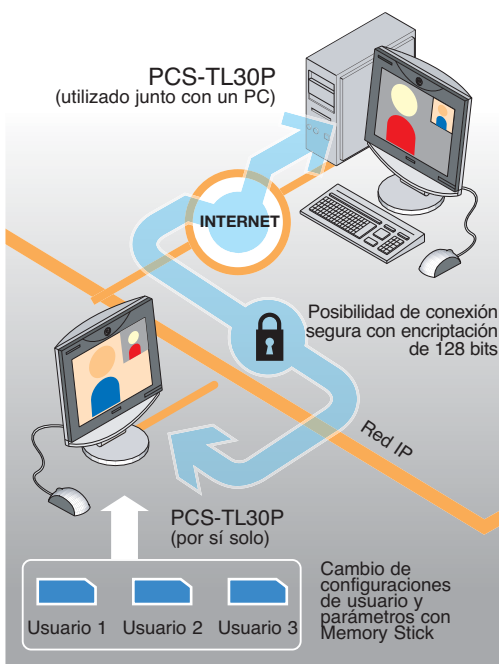 PCS-TL30P
(utilizado junto con un PC)
INTERNET
Posibilidad de conexión
segura con encriptación
de 128 bits
Red IP
PCS-TL30P
(por sí solo)
Usuario 1 Usuario 2 Usuario 3
Cambio de
configuraciones
de usuario y
parámetros con
Memory Stick